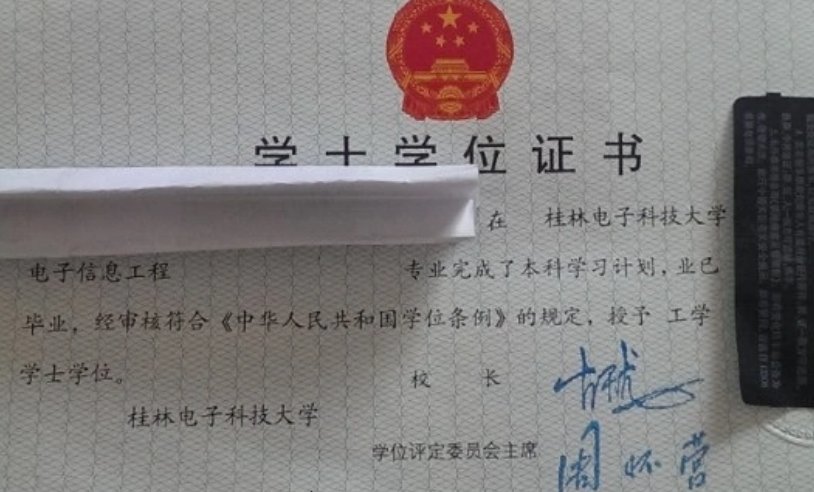 学士学位证书
在 桂林电子科技大学
电子信息工程 专业完成了本科学习计划，业已
毕业，经审核符合《中华人民共和国学位条例》的规定，授予 工学
学士学位。
校 长
桂林电子科技大学
学位评定委员会主席
周怀营